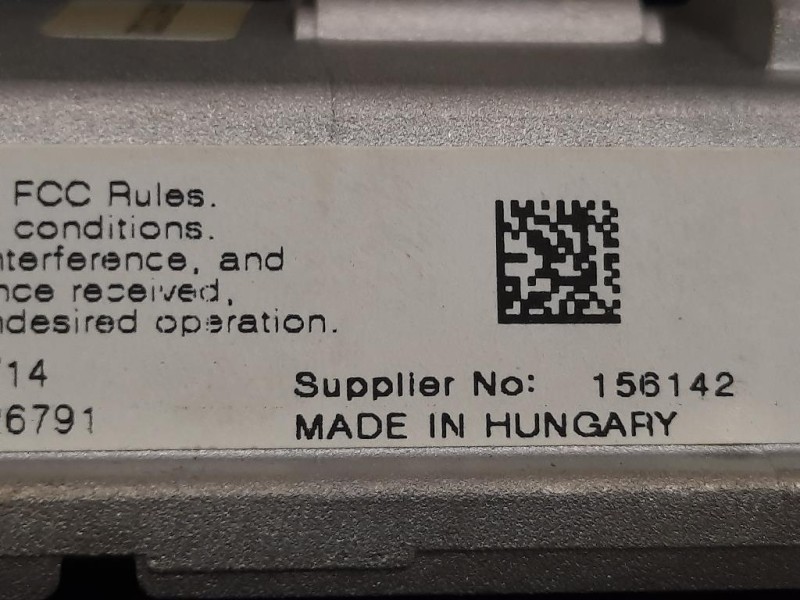 FCC Rules.
conditions.
nterference, and
nce received,
ndesired operation.
14
6791
Supplier No: 156142
MADE IN HUNGARY